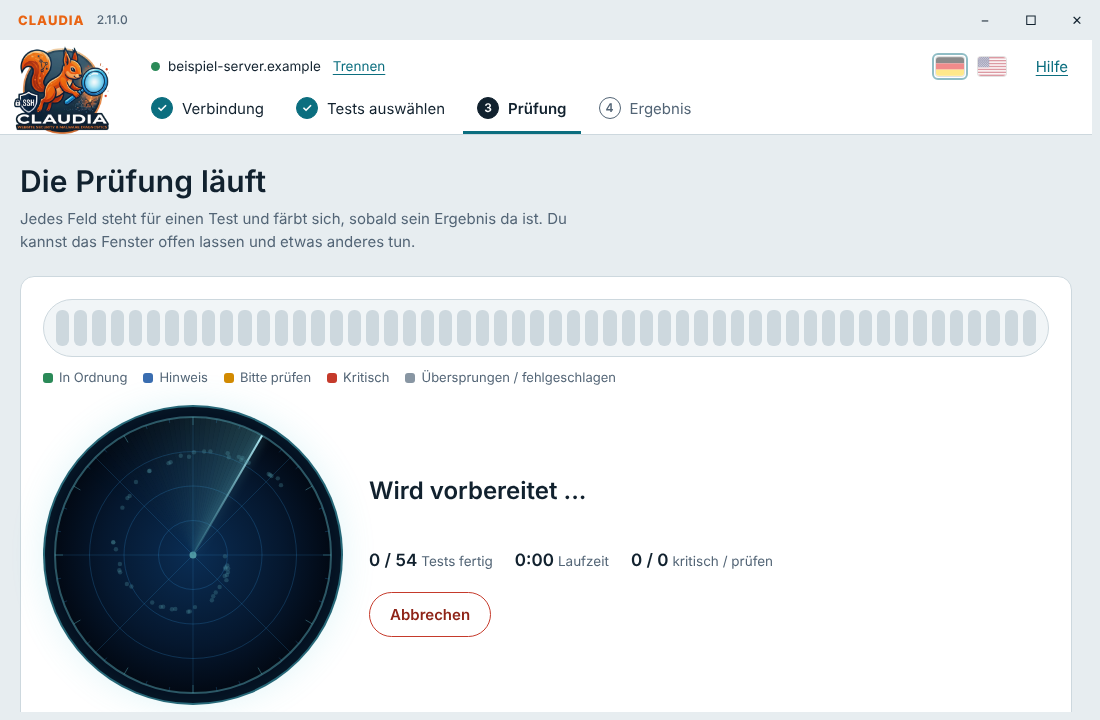 CLAUDIA 2.11.0
SSH
CLAUDIA
beispiel-server.example Trennen
Hilfe
Verbindung
Tests auswählen
3 Prüfung
4 Ergebnis
Die Prüfung läuft
Jedes Feld steht für einen Test und färbt sich, sobald sein Ergebnis da ist. Du
kannst das Fenster offen lassen und etwas anderes tun.
In Ordnung
Hinweis
Bitte prüfen
Kritisch
Übersprungen / fehlgeschlagen
Wird vorbereitet …
0 / 54 Tests fertig
0:00 Laufzeit
0 / 0 kritisch / prüfen
Abbrechen